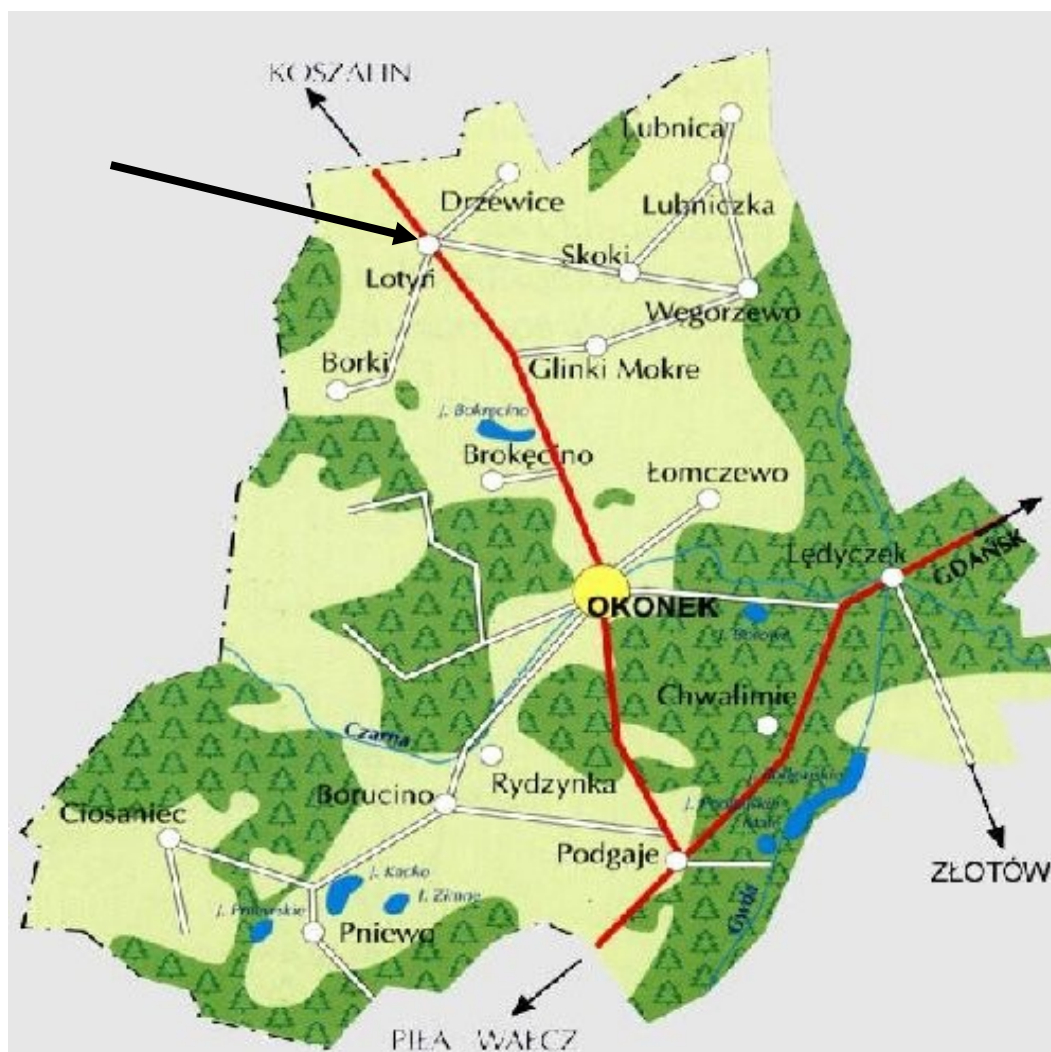 KOSZALIN
Lubnica
Drzewice
Lubniczka
Skoki
Lotyń
Węgorzewo
Borki
Glinki Mokre
J. Bokręcino
Brokęcino
Łomczewo
Lędyczek
GDAŃSK
OKONEK
Chwalimie
Czarna
Rydzynka
Borucino
Ciosaniec
Podgaje
ZŁOTÓW
J. Kacko
J. Zimne
Pniewo
Gwda
PIŁA WAŁCZ